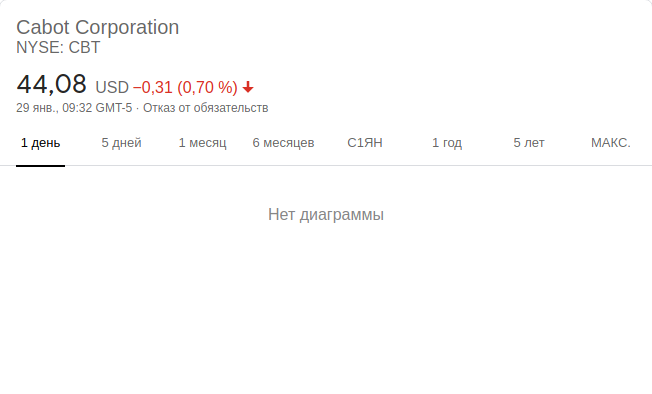 Cabot Corporation
NYSE: CBT
44,08 USD −0,31 (0,70 %)
29 янв., 09:32 GMT-5 · Отказ от обязательств
1 день 5 дней 1 месяц 6 месяцев С1ЯН 1 год 5 лет МАКС.
Нет диаграммы